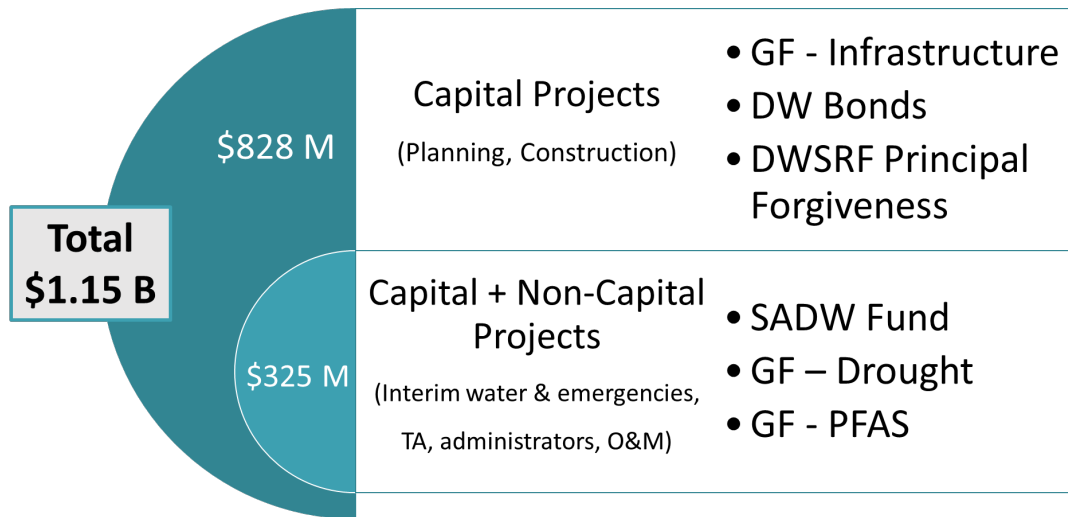 Total
$1.15 B
$828 M
Capital Projects
(Planning, Construction)
• GF - Infrastructure
• DW Bonds
• DWSRF Principal
Forgiveness
$325 M
Capital + Non-Capital
Projects
(Interim water & emergencies,
TA, administrators, O&M)
• SADW Fund
• GF – Drought
• GF - PFAS